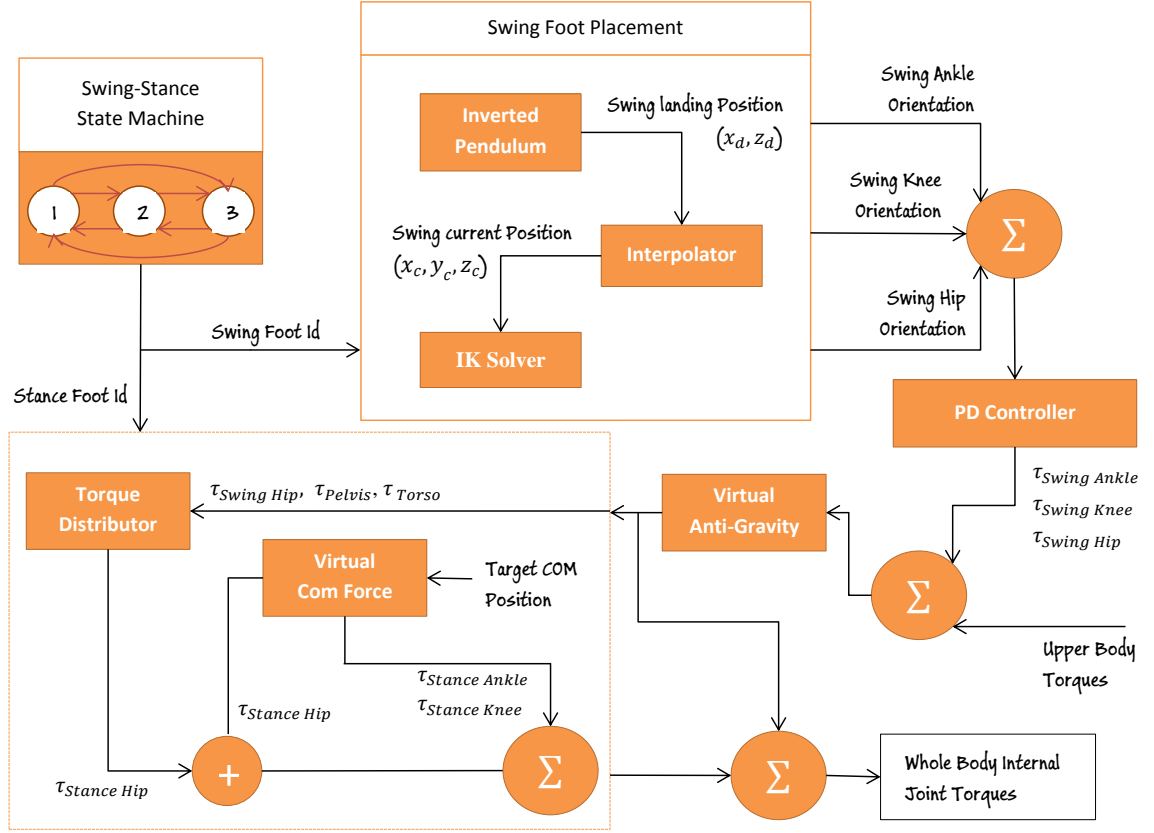 Swing Foot Placement
Swing-Stance
State Machine
1
2
3
Inverted
Pendulum
Swing landing Position
(x_d, z_d)
Swing current Position
(x_c, y_c, z_c)
Interpolator
IK Solver
Swing Ankle
Orientation
Swing Knee
Orientation
Swing Hip
Orientation
Σ
Swing Foot Id
Stance Foot Id
PD Controller
τ_Swing Ankle
τ_Swing Knee
τ_Swing Hip
Torque
Distributor
τ_Swing Hip, τ_Pelvis, τ_Torso
Virtual
Anti-Gravity
Σ
Virtual
Com Force
Target COM
Position
Upper Body
Torques
τ_Stance Ankle
τ_Stance Knee
τ_Stance Hip
τ_Stance Hip
+
Σ
Σ
Whole Body Internal
Joint Torques